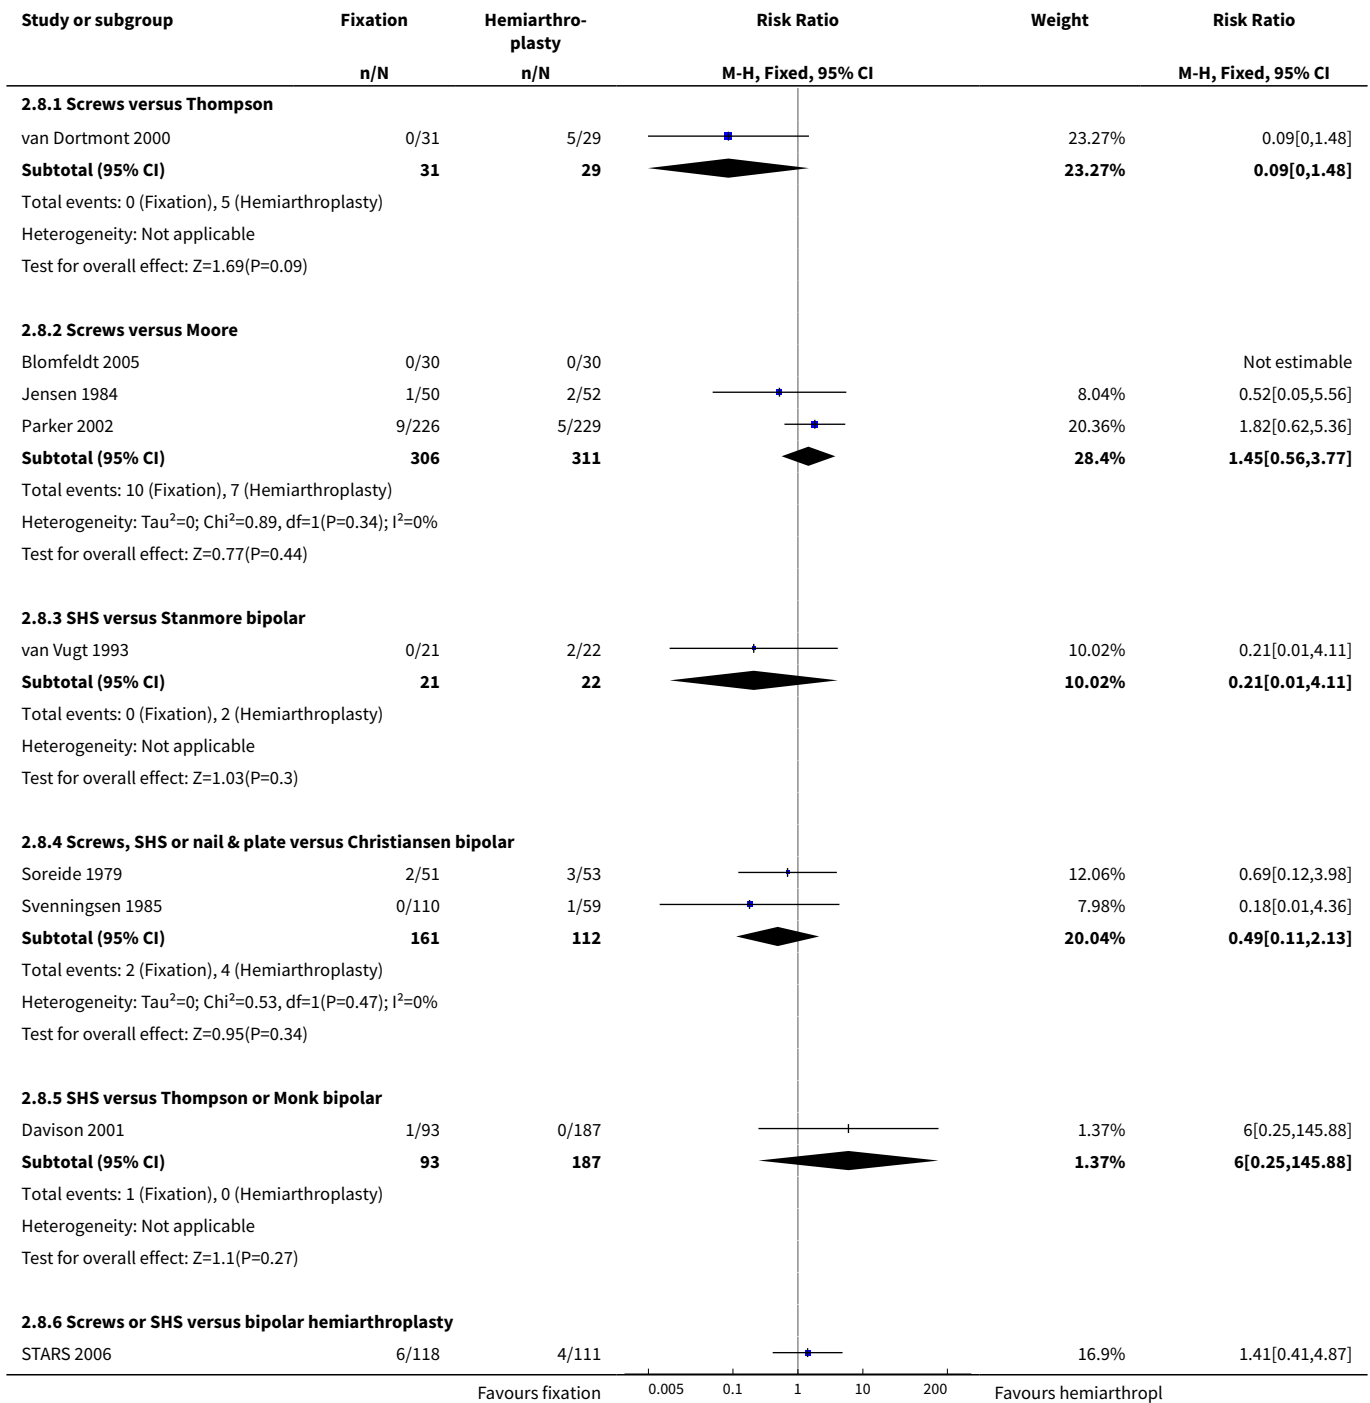 Study or subgroup Fixation Hemiarthro- Risk Ratio Weight Risk Ratio
plasty
n/N n/N M-H, Fixed, 95% CI M-H, Fixed, 95% CI
2.8.1 Screws versus Thompson
van Dortmont 2000 0/31 5/29 23.27% 0.09[0,1.48]
Subtotal (95% CI) 31 29 23.27% 0.09[0,1.48]
Total events: 0 (Fixation), 5 (Hemiarthroplasty)
Heterogeneity: Not applicable
Test for overall effect: Z=1.69(P=0.09)
2.8.2 Screws versus Moore
Blomfeldt 2005 0/30 0/30 Not estimable
Jensen 1984 1/50 2/52 8.04% 0.52[0.05,5.56]
Parker 2002 9/226 5/229 20.36% 1.82[0.62,5.36]
Subtotal (95% CI) 306 311 28.4% 1.45[0.56,3.77]
Total events: 10 (Fixation), 7 (Hemiarthroplasty)
Heterogeneity: Tau²=0; Chi²=0.89, df=1(P=0.34); I²=0%
Test for overall effect: Z=0.77(P=0.44)
2.8.3 SHS versus Stanmore bipolar
van Vugt 1993 0/21 2/22 10.02% 0.21[0.01,4.11]
Subtotal (95% CI) 21 22 10.02% 0.21[0.01,4.11]
Total events: 0 (Fixation), 2 (Hemiarthroplasty)
Heterogeneity: Not applicable
Test for overall effect: Z=1.03(P=0.3)
2.8.4 Screws, SHS or nail & plate versus Christiansen bipolar
Soreide 1979 2/51 3/53 12.06% 0.69[0.12,3.98]
Svenningsen 1985 0/110 1/59 7.98% 0.18[0.01,4.36]
Subtotal (95% CI) 161 112 20.04% 0.49[0.11,2.13]
Total events: 2 (Fixation), 4 (Hemiarthroplasty)
Heterogeneity: Tau²=0; Chi²=0.53, df=1(P=0.47); I²=0%
Test for overall effect: Z=0.95(P=0.34)
2.8.5 SHS versus Thompson or Monk bipolar
Davison 2001 1/93 0/187 1.37% 6[0.25,145.88]
Subtotal (95% CI) 93 187 1.37% 6[0.25,145.88]
Total events: 1 (Fixation), 0 (Hemiarthroplasty)
Heterogeneity: Not applicable
Test for overall effect: Z=1.1(P=0.27)
2.8.6 Screws or SHS versus bipolar hemiarthroplasty
STARS 2006 6/118 4/111 16.9% 1.41[0.41,4.87]
Favours fixation 0.005 0.1 1 10 200 Favours hemiarthropl